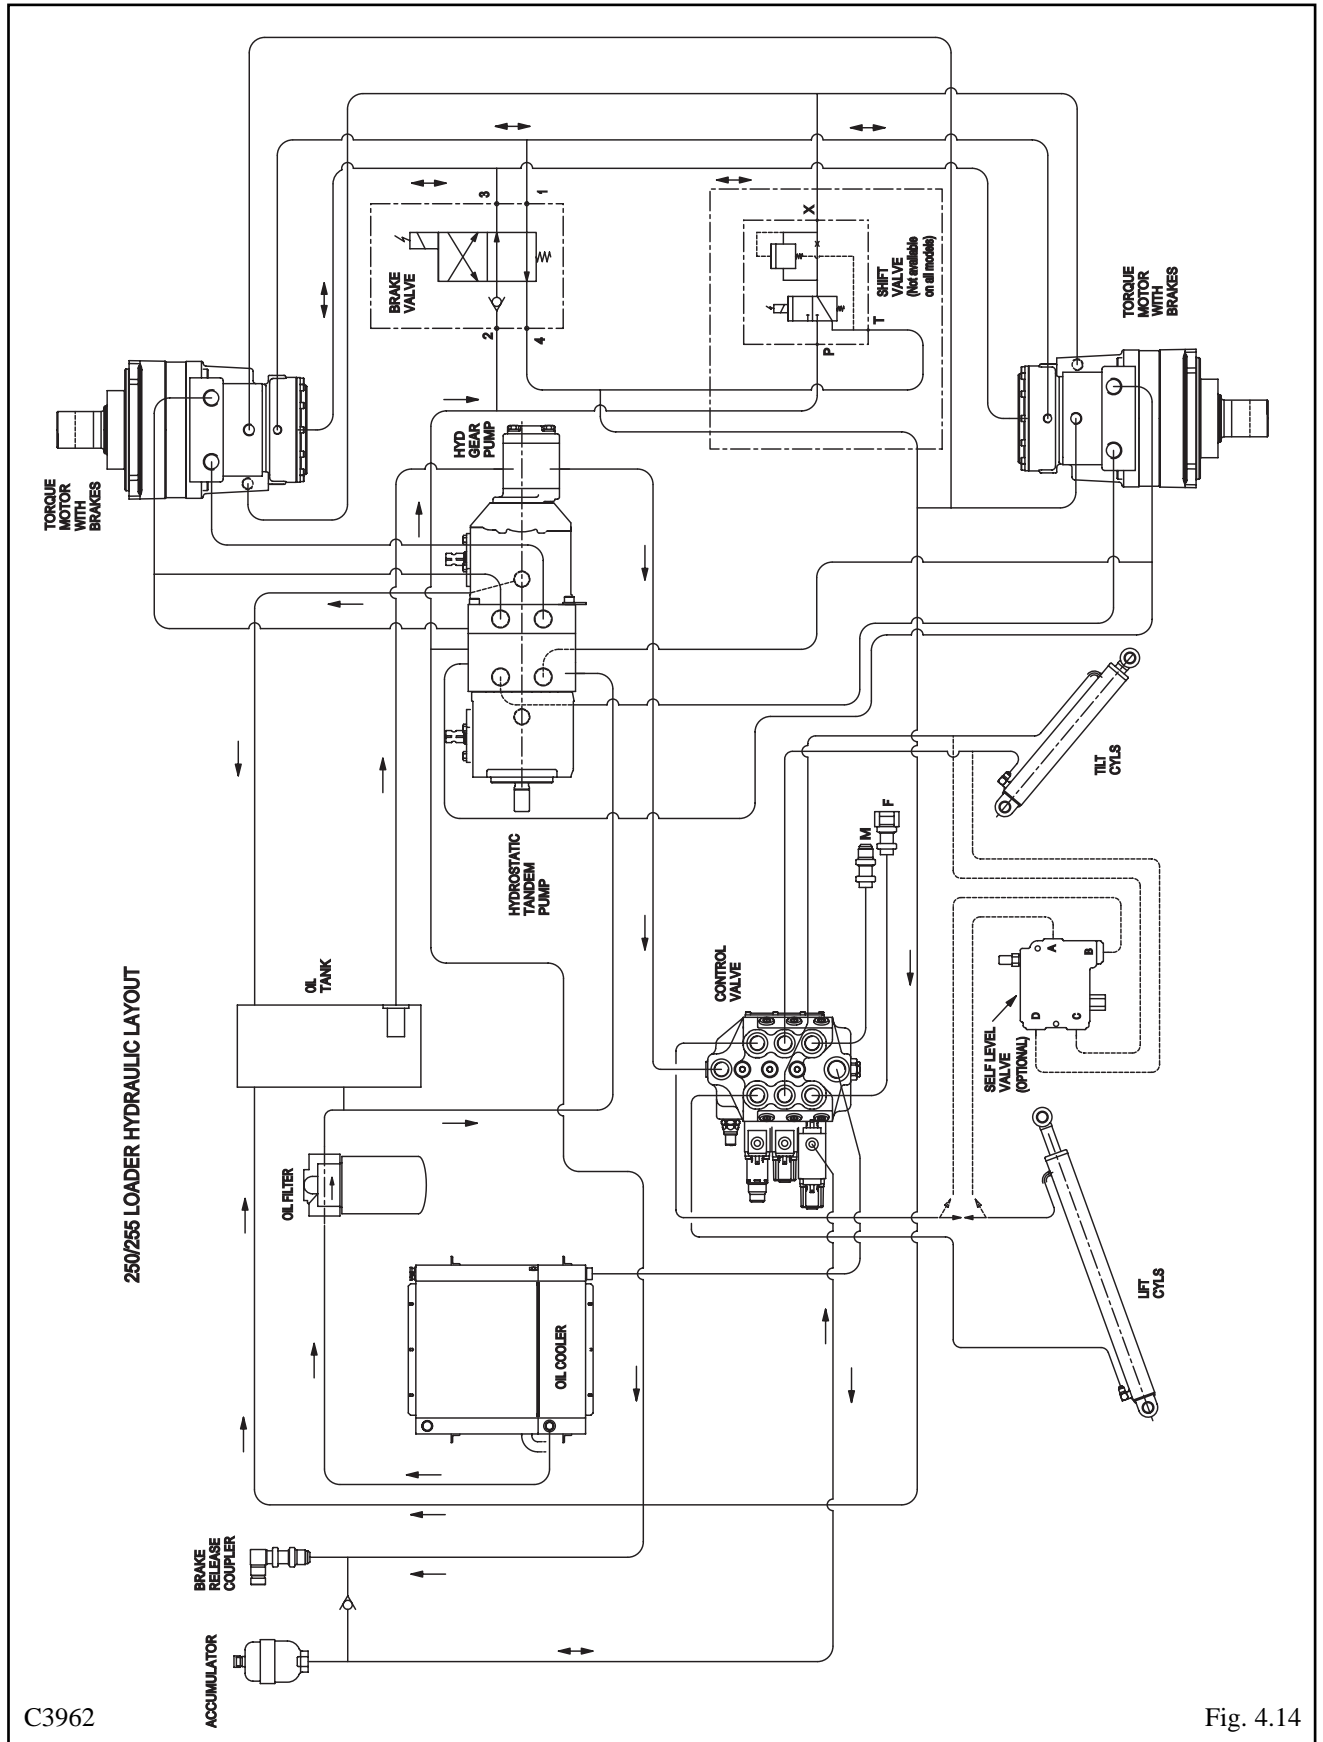 250/255 LOADER HYDRAULIC LAYOUT
ACCUMULATOR
BRAKE
RELEASE
COUPLER
OIL FILTER
OIL COOLER
OIL
TANK
TORQUE
MOTOR
WITH
BRAKES
HYD
GEAR
PUMP
HYDROSTATIC
TANDEM
PUMP
BRAKE
VALVE
3
1
2
4
SHIFT
VALVE
(Not available
on all models)
X
P
T
TORQUE
MOTOR
WITH
BRAKES
CONTROL
VALVE
M
F
TILT
CYLS
SELF LEVEL
VALVE
(OPTIONAL)
A
B
C
D
LIFT
CYLS
C3962
Fig. 4.14